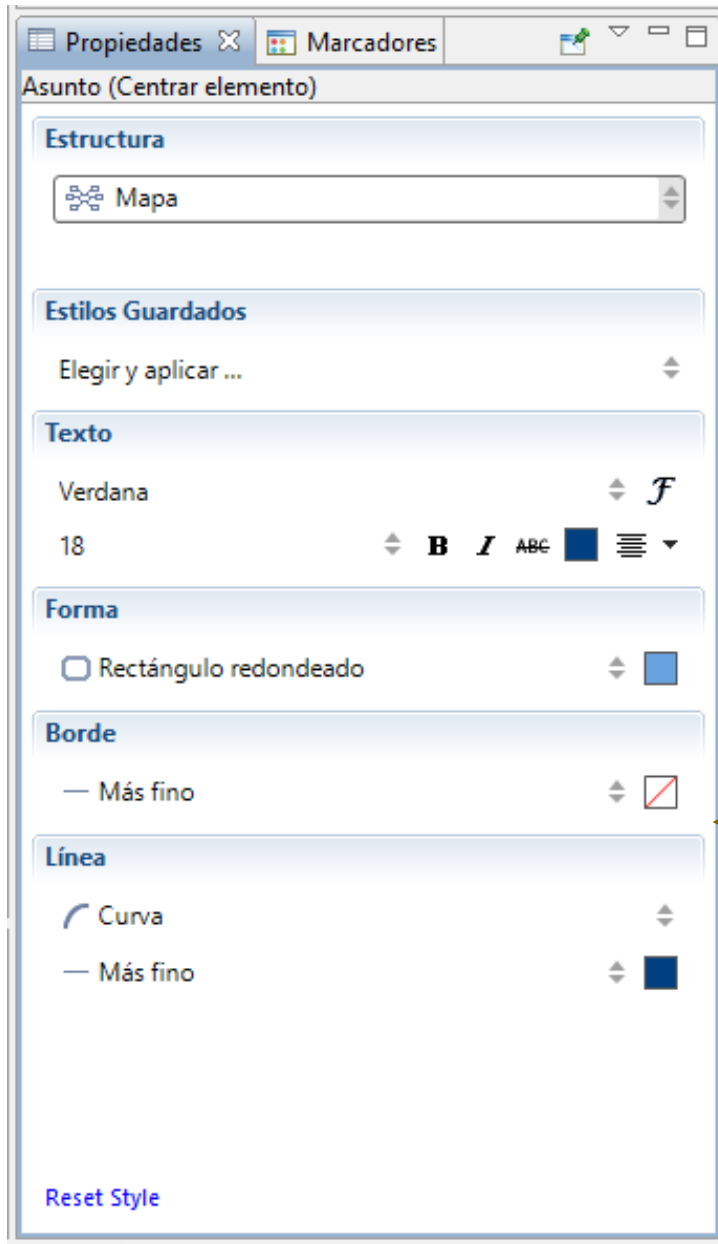 Propiedades Marcadores
Asunto (Centrar elemento)
Estructura
Mapa
Estilos Guardados
Elegir y aplicar ...
Texto
Verdana F
18 B I ABC
Forma
Rectángulo redondeado
Borde
Más fino
Línea
Curva
Más fino
Reset Style